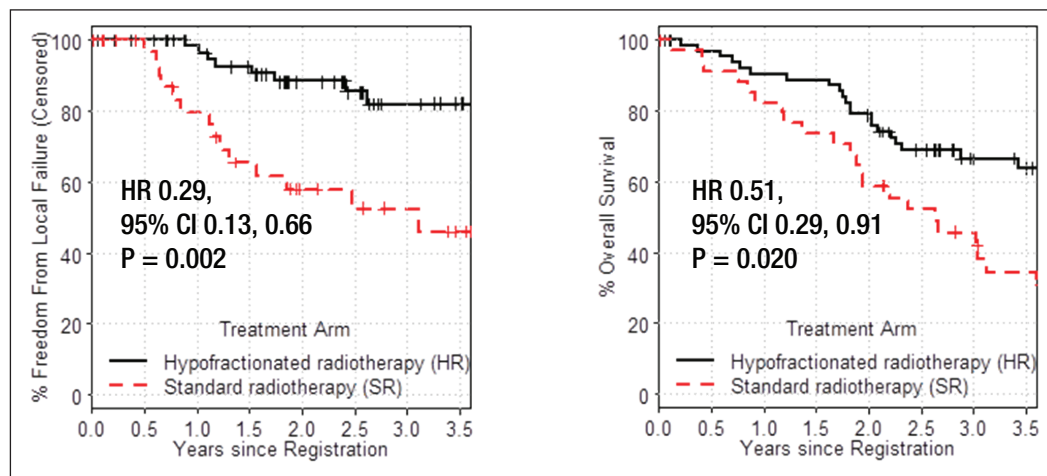 % Freedom From Local Failure (Censored)
100
80
60
40
20
0
HR 0.29,
95% CI 0.13, 0.66
P = 0.002
Treatment Arm
Hypofractionated radiotherapy (HR)
Standard radiotherapy (SR)
0.0 0.5 1.0 1.5 2.0 2.5 3.0 3.5
Years since Registration
% Overall Survival
100
80
60
40
20
0
HR 0.51,
95% CI 0.29, 0.91
P = 0.020
Treatment Arm
Hypofractionated radiotherapy (HR)
Standard radiotherapy (SR)
0.0 0.5 1.0 1.5 2.0 2.5 3.0 3.5
Years since Registration